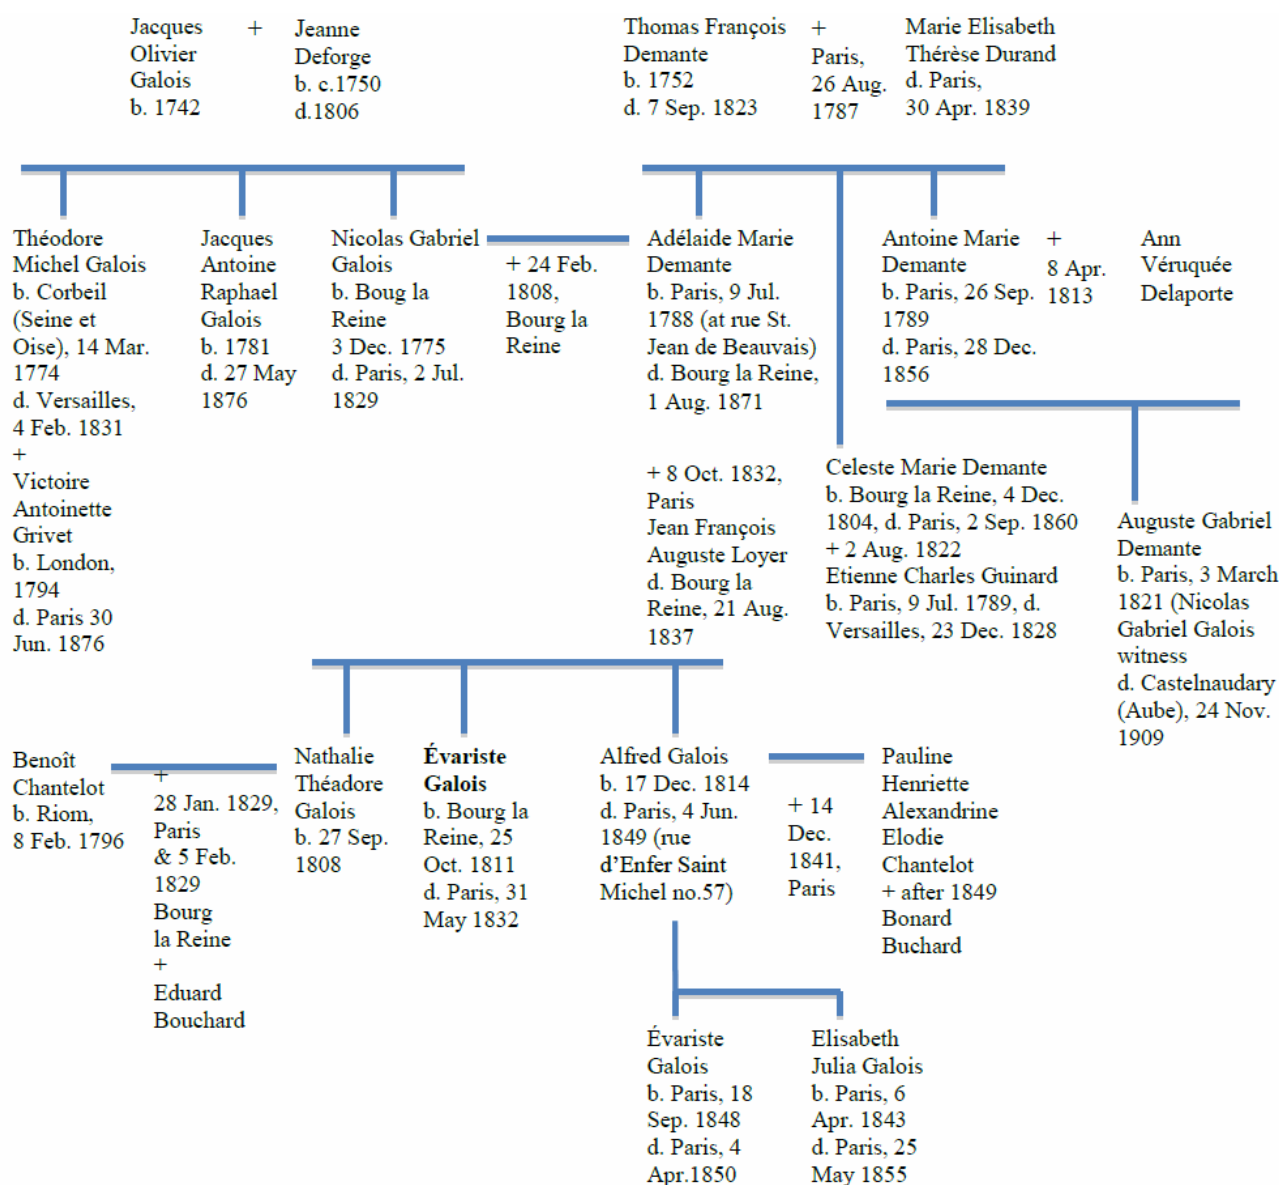 Jacques
Olivier
Galois
b. 1742
+
Jeanne
Deforge
b. c.1750
d.1806
Thomas François
Demante
b. 1752
d. 7 Sep. 1823
+
Paris,
26 Aug.
1787
Marie Elisabeth
Thérèse Durand
d. Paris,
30 Apr. 1839
Théodore
Michel Galois
b. Corbeil
(Seine et
Oise), 14 Mar.
1774
d. Versailles,
4 Feb. 1831
+
Victoire
Antoinette
Grivet
b. London,
1794
d. Paris 30
Jun. 1876
Jacques
Antoine
Raphael
Galois
b. 1781
d. 27 May
1876
Nicolas Gabriel
Galois
b. Boug la
Reine
3 Dec. 1775
d. Paris, 2 Jul.
1829
+ 24 Feb.
1808,
Bourg la
Reine
Adélaide Marie
Demante
b. Paris, 9 Jul.
1788 (at rue St.
Jean de Beauvais)
d. Bourg la Reine,
1 Aug. 1871
+ 8 Oct. 1832,
Paris
Jean François
Auguste Loyer
d. Bourg la
Reine, 21 Aug.
1837
Antoine Marie
Demante
b. Paris, 26 Sep.
1789
d. Paris, 28 Dec.
1856
+
8 Apr.
1813
Ann
Véruquée
Delaporte
Celeste Marie Demante
b. Bourg la Reine, 4 Dec.
1804, d. Paris, 2 Sep. 1860
+ 2 Aug. 1822
Etienne Charles Guinard
b. Paris, 9 Jul. 1789, d.
Versailles, 23 Dec. 1828
Auguste Gabriel
Demante
b. Paris, 3 March
1821 (Nicolas
Gabriel Galois
witness
d. Castelnaudary
(Aube), 24 Nov.
1909
Benoît
Chantelot
b. Riom,
8 Feb. 1796
+
28 Jan. 1829,
Paris
& 5 Feb.
1829
Bourg
la Reine
+
Eduard
Bouchard
Nathalie
Théadore
Galois
b. 27 Sep.
1808
Évariste
Galois
b. Bourg la
Reine, 25
Oct. 1811
d. Paris, 31
May 1832
Alfred Galois
b. 17 Dec. 1814
d. Paris, 4 Jun.
1849 (rue
d’Enfer Saint
Michel no.57)
+ 14
Dec.
1841,
Paris
Pauline
Henriette
Alexandrine
Elodie
Chantelot
+ after 1849
Bonard
Buchard
Évariste
Galois
b. Paris, 18
Sep. 1848
d. Paris, 4
Apr.1850
Elisabeth
Julia Galois
b. Paris, 6
Apr. 1843
d. Paris, 25
May 1855